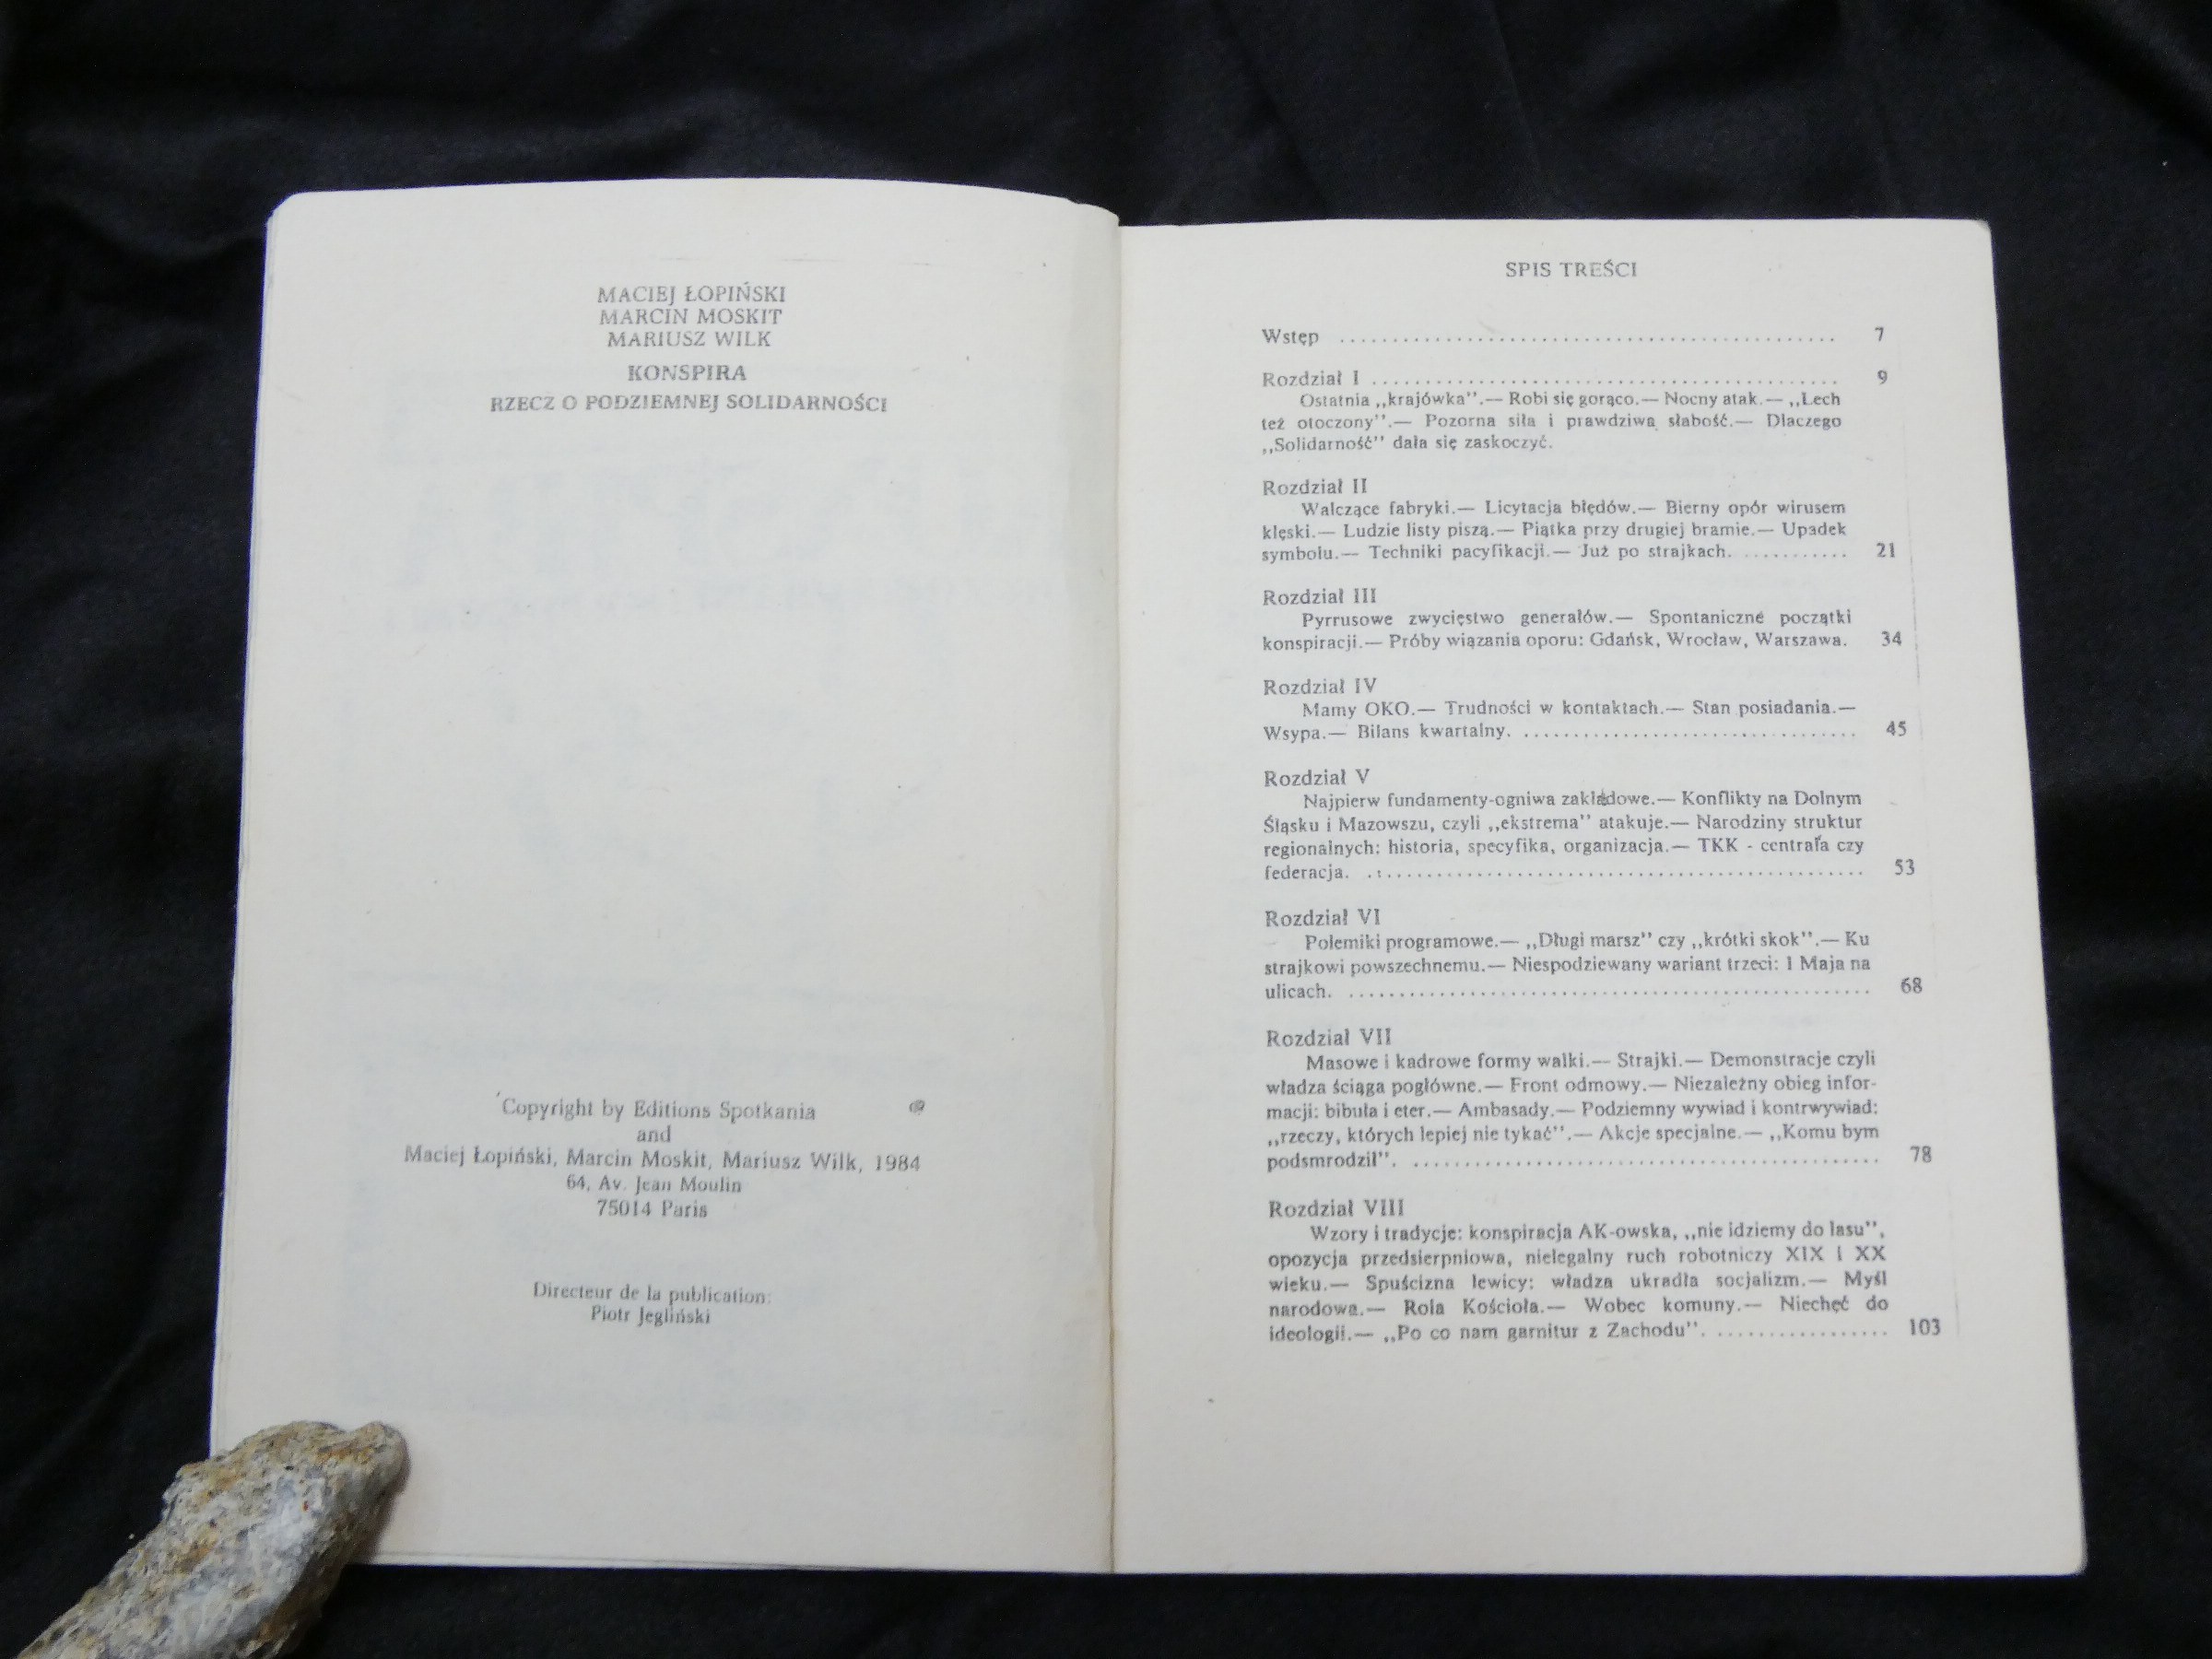 MACIEJ ŁOPIŃSKI
MARCIN MOSKIT
MARIUSZ WILK
KONSPIRA
RZECZ O PODZIEMNEJ SOLIDARNOŚCI
Copyright by Editions Spotkania
and
Maciej Łopiński, Marcin Moskit, Mariusz Wilk, 1984
64, Av. Jean Moulin
75014 Paris
Directeur de la publication:
Piotr Jegliński
SPIS TREŚCI
Wstęp ........................................ 7
Rozdział I ........................................ 9
Ostatnia ,,krajówka''.— Robi się gorąco.— Nocny atak.— ,,Lech
też otoczony''.— Pozorna siła i prawdziwa słabość.— Dlaczego
,,Solidarność'' dała się zaskoczyć.
Rozdział II
Walczące fabryki.— Licytacja błędów.— Bierny opór wirusem
klęski.— Ludzie listy piszą.— Piątka przy drugiej bramie.— Upadek
symbolu.— Techniki pacyfikacji.— Już po strajkach. ........... 21
Rozdział III
Pyrrusowe zwycięstwo generałów.— Spontaniczne początki
konspiracji.— Próby wiązania oporu: Gdańsk, Wrocław, Warszawa. 34
Rozdział IV
Mamy OKO.— Trudności w kontaktach.— Stan posiadania.—
Wsypa.— Bilans kwartalny. ................................ 45
Rozdział V
Najpierw fundamenty-ogniwa zakładowe.— Konflikty na Dolnym
Śląsku i Mazowszu, czyli ,,ekstrema'' atakuje.— Narodziny struktur
regionalnych: historia, specyfika, organizacja.— TKK - centrala czy
federacja. ........................................ 53
Rozdział VI
Polemiki programowe.— ,,Długi marsz'' czy ,,krótki skok''.— Ku
strajkowi powszechnemu.— Niespodziewany wariant trzeci: 1 Maja na
ulicach. ........................................ 68
Rozdział VII
Masowe i kadrowe formy walki.— Strajki.— Demonstracje czyli
władza ściąga pogłówne.— Front odmowy.— Niezależny obieg infor-
macji: bibuła i eter.— Ambasady.— Podziemny wywiad i kontrwywiad:
,,rzeczy, których lepiej nie tykać''.— Akcje specjalne.— ,,Komu bym
podsmrodził''. ........................................ 78
Rozdział VIII
Wzory i tradycje: konspiracja AK-owska, ,,nie idziemy do lasu'',
opozycja przedsierpniowa, nielegalny ruch robotniczy XIX i XX
wieku.— Spuścizna lewicy: władza ukradła socjalizm.— Myśl
narodowa.— Rola Kościoła.— Wobec komuny.— Niechęć do
ideologii.— ,,Po co nam garnitur z Zachodu''. ................. 103